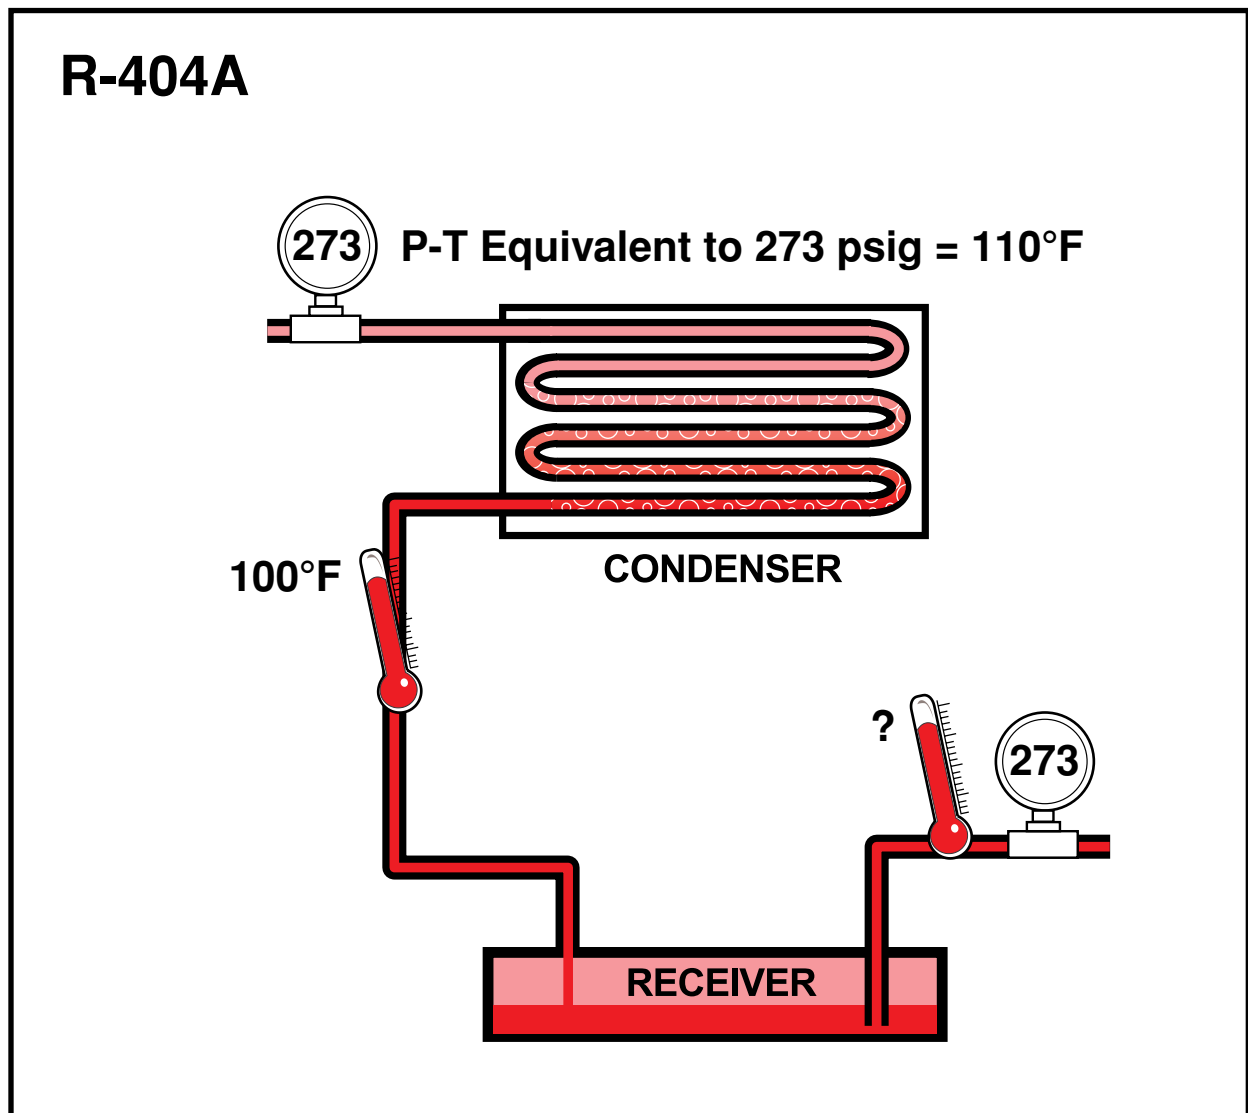 R-404A
273 P-T Equivalent to 273 psig = 110°F
CONDENSER
100°F
?
273
RECEIVER